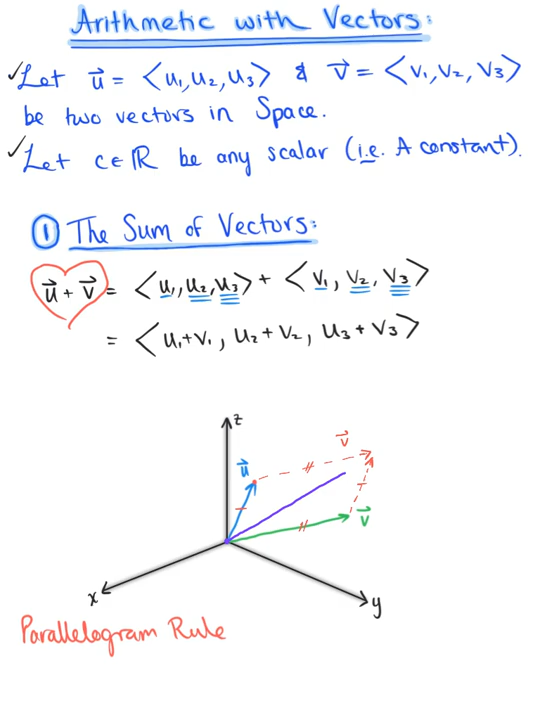 Arithmetic with Vectors:
✓Let u⃗ = <u₁, u₂, u₃> & v⃗ = <v₁, v₂, v₃>
be two vectors in Space.
✓Let c∈ℝ be any scalar (i.e. A constant).
① The Sum of Vectors:
u⃗ + v⃗ = <u₁, u₂, u₃> + <v₁, v₂, v₃>
= <u₁+v₁, u₂+v₂, u₃+v₃>
z
v⃗
u⃗
v⃗
x
y
Parallelogram Rule